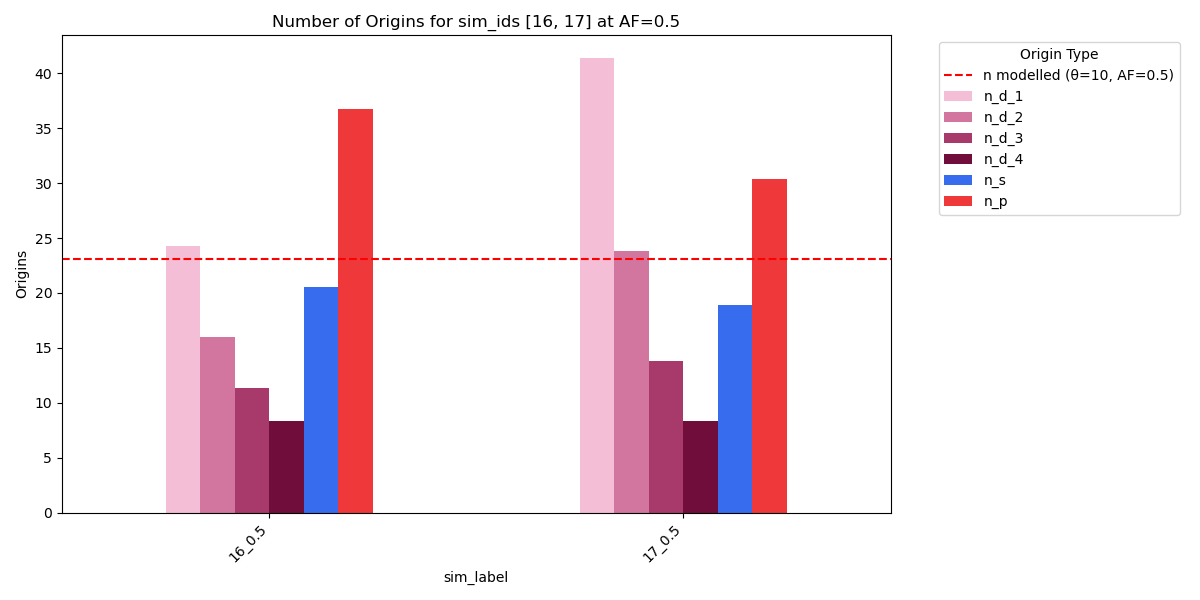 Number of Origins for sim_ids [16, 17] at AF=0.5
Origins
40
35
30
25
20
15
10
5
0
16_0.5
17_0.5
sim_label
Origin Type
n modelled (θ=10, AF=0.5)
n_d_1
n_d_2
n_d_3
n_d_4
n_s
n_p